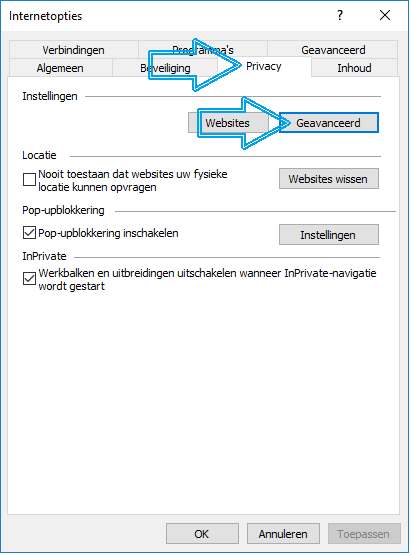 Internetopties
?
Verbindingen Programma's Geavanceerd
Algemeen Beveiliging Privacy Inhoud
Instellingen
Websites Geavanceerd
Locatie
Nooit toestaan dat websites uw fysieke
locatie kunnen opvragen
Websites wissen
Pop-upblokkering
Pop-upblokkering inschakelen
Instellingen
InPrivate
Werkbalken en uitbreidingen uitschakelen wanneer InPrivate-navigatie
wordt gestart
OK Annuleren Toepassen